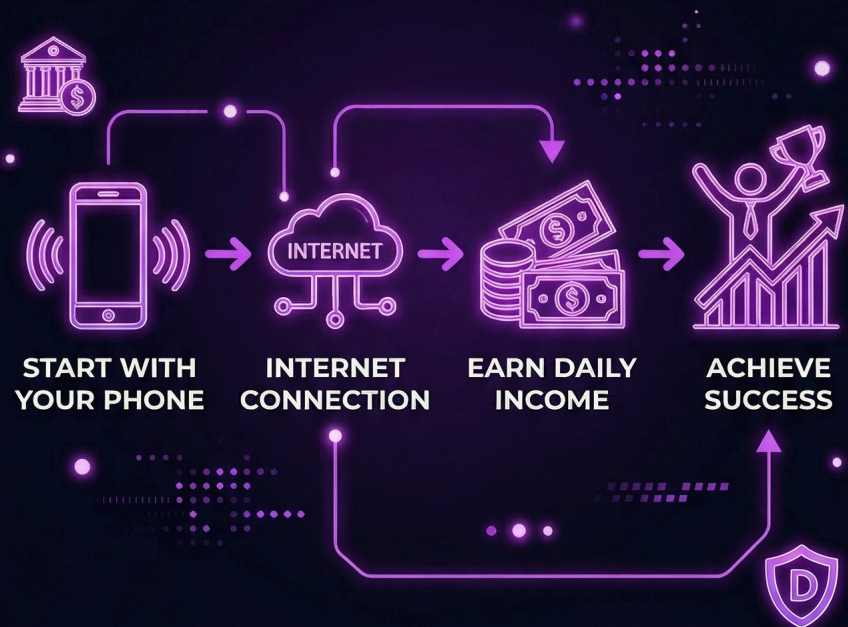 INTERNET
START WITH
YOUR PHONE
INTERNET
CONNECTION
EARN DAILY
INCOME
ACHIEVE
SUCCESS
$
$
$
D